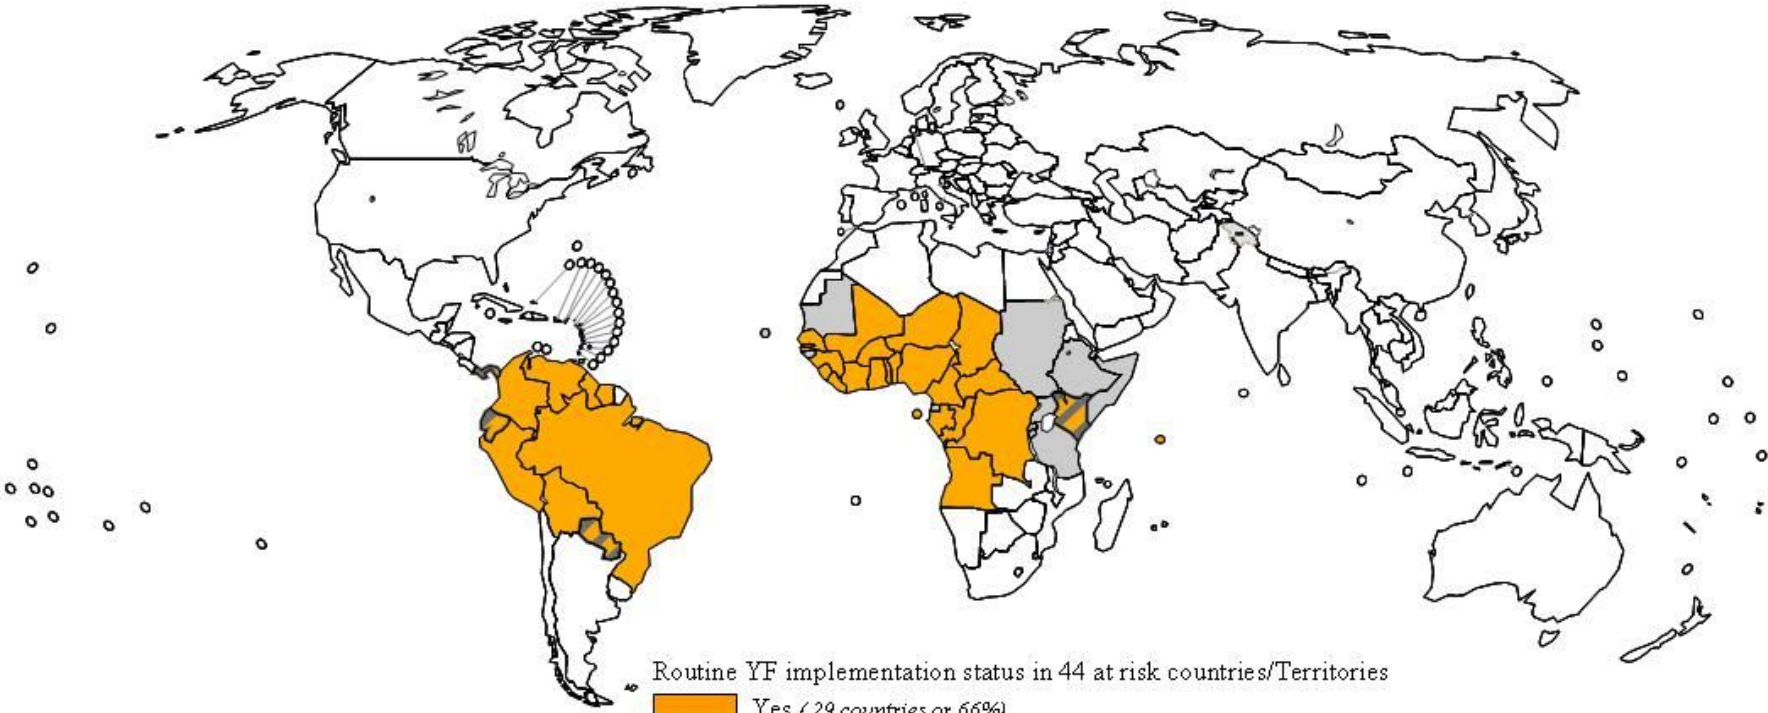 Routine YF implementation status in 44 at risk countries/Territories
Yes ( 29 countries or 66%)